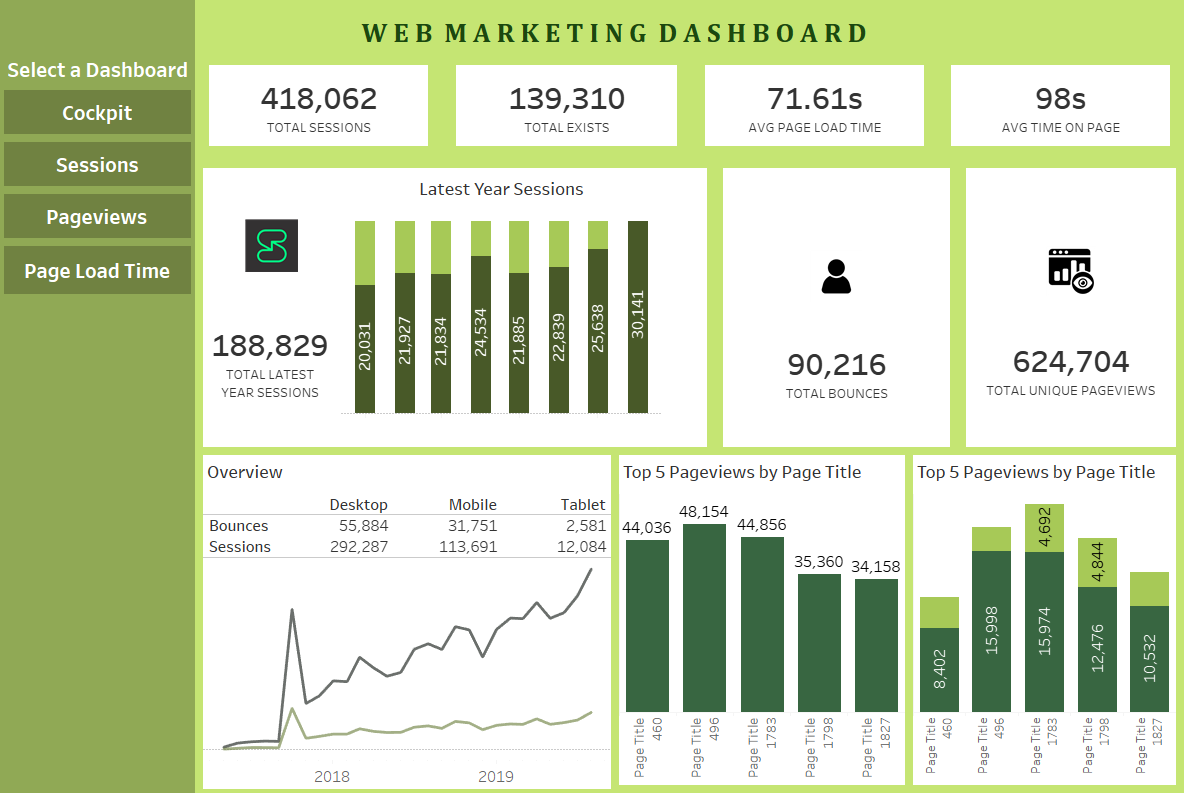 WEB MARKETING DASHBOARD
Select a Dashboard
Cockpit
Sessions
Pageviews
Page Load Time
418,062
TOTAL SESSIONS
139,310
TOTAL EXISTS
71.61s
AVG PAGE LOAD TIME
98s
AVG TIME ON PAGE
Latest Year Sessions
188,829
TOTAL LATEST
YEAR SESSIONS
20,031
21,927
21,834
24,534
21,885
22,839
25,638
30,141
90,216
TOTAL BOUNCES
624,704
TOTAL UNIQUE PAGEVIEWS
Overview
Desktop Mobile Tablet
Bounces 55,884 31,751 2,581
Sessions 292,287 113,691 12,084
2018 2019
Top 5 Pageviews by Page Title
44,036
48,154
44,856
35,360
34,158
Page Title
460
Page Title
496
Page Title
1783
Page Title
1798
Page Title
1827
Top 5 Pageviews by Page Title
8,402
15,998
4,692
15,974
4,844
12,476
10,532
Page Title
460
Page Title
496
Page Title
1783
Page Title
1798
Page Title
1827